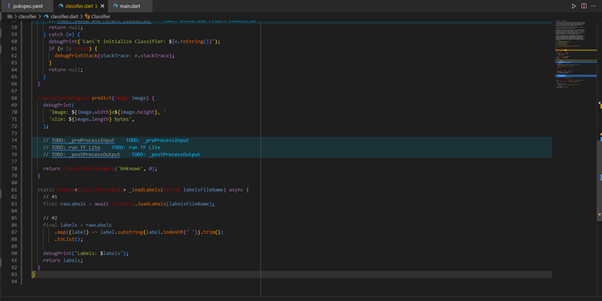 pubspec.yaml classifier.dart 3 × main.dart
lib > classifier > classifier.dart > Classifier
58 return null;
59 } catch (e) {
60 debugPrint('Can\'t initialize Classifier: ${e.toString()}');
61 if (e is Error) {
62 debugPrintStack(stackTrace: e.stackTrace);
63 }
64 return null;
65 }
66 }
67
68 ClassifierCategory predict(Image image) {
69 debugPrint(
70 'Image: ${image.width}x${image.height}, '
71 'size: ${image.length} bytes',
72 );
73
74 // TODO: _preProcessInput TODO: _preProcessInput
75 // TODO: run TF Lite TODO: run TF Lite
76 // TODO: _postProcessOutput TODO: _postProcessOutput
77
78 return ClassifierCategory('Unknown', 0);
79 }
80
81 static Future<ClassifierLabels> _loadLabels(String labelsFileName) async {
82 // #1
83 final rawLabels = await FileUtil.loadLabels(labelsFileName);
84
85 // #2
86 final labels = rawLabels
87 .map((label) => label.substring(label.indexOf(' ')).trim())
88 .toList();
89
90 debugPrint('Labels: $labels');
91 return labels;
92 }
93 }
94